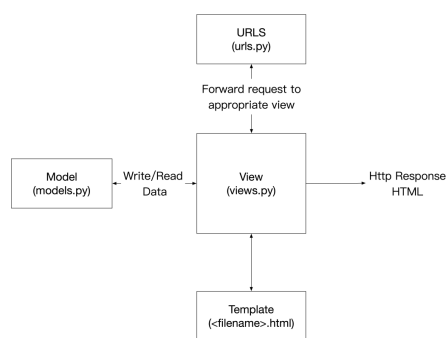 URLS
(urls.py)
Forward request to
appropriate view
Model
(models.py)
Write/Read
Data
View
(views.py)
Http Response
HTML
Template
(<filename>.html)